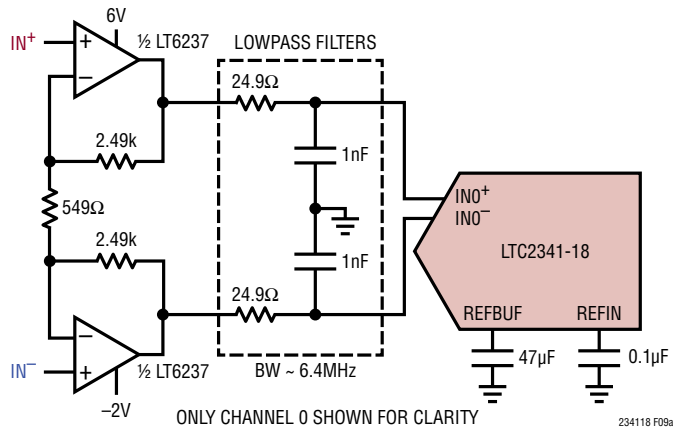 6V
IN+
½ LT6237
LOWPASS FILTERS
24.9Ω
2.49k
1nF
549Ω
2.49k
1nF
24.9Ω
IN−
½ LT6237
−2V
BW ~ 6.4MHz
IN0+
IN0−
LTC2341-18
REFBUF
REFIN
47µF
0.1µF
ONLY CHANNEL 0 SHOWN FOR CLARITY
234118 F09a